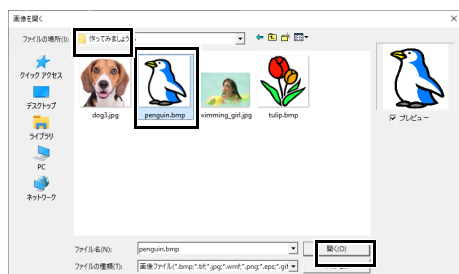 画像を開く
ファイルの場所(I):
作ってみましょう
クイック アクセス
デスクトップ
ライブラリ
PC
ネットワーク
dog3.jpg
penguin.bmp
wimming_girl.jpg
tulip.bmp
プレビュー
ファイル名(N):
penguin.bmp
開く(O)
ファイルの種類(T):
画像ファイル(*.bmp;*.tif;*.jpg;*.wmf;*.png;*.eps;*.gif